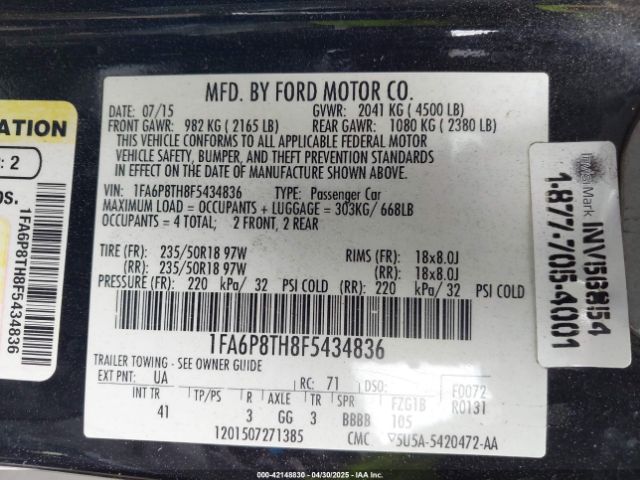 MFD. BY FORD MOTOR CO.
DATE: 07/15 GVWR: 2041 KG (4500 LB)
FRONT GAWR: 982 KG (2165 LB) REAR GAWR: 1080 KG (2380 LB)
THIS VEHICLE CONFORMS TO ALL APPLICABLE FEDERAL MOTOR
VEHICLE SAFETY, BUMPER, AND THEFT PREVENTION STANDARDS
IN EFFECT ON THE DATE OF MANUFACTURE SHOWN ABOVE.
VIN: 1FA6P8TH8F5434836 TYPE: Passenger Car
MAXIMUM LOAD = OCCUPANTS + LUGGAGE = 303KG/ 668LB
OCCUPANTS = 4 TOTAL; 2 FRONT, 2 REAR
TIRE (FR): 235/50R18 97W RIMS (FR): 18x8.0J
(RR): 235/50R18 97W (RR): 18x8.0J
PRESSURE(FR): 220 kPa/ 32 PSI COLD (RR): 220 kPa/ 32 PSI COLD
1FA6P8TH8F5434836
TRAILER TOWING - SEE OWNER GUIDE
EXT PNT: UA RC: 71 DSO: F0072
INT TR TP/PS R AXLE TR SPR FZG1B R0131
41 3 GG 3 BBBB 105
1201507271385 CMC 5U5A-5420472-AA
ATION
: 2
os.
1FA6P8TH8F5434836
Mark
1-877-705-4001
000-42148830 - 04/30/2025 -